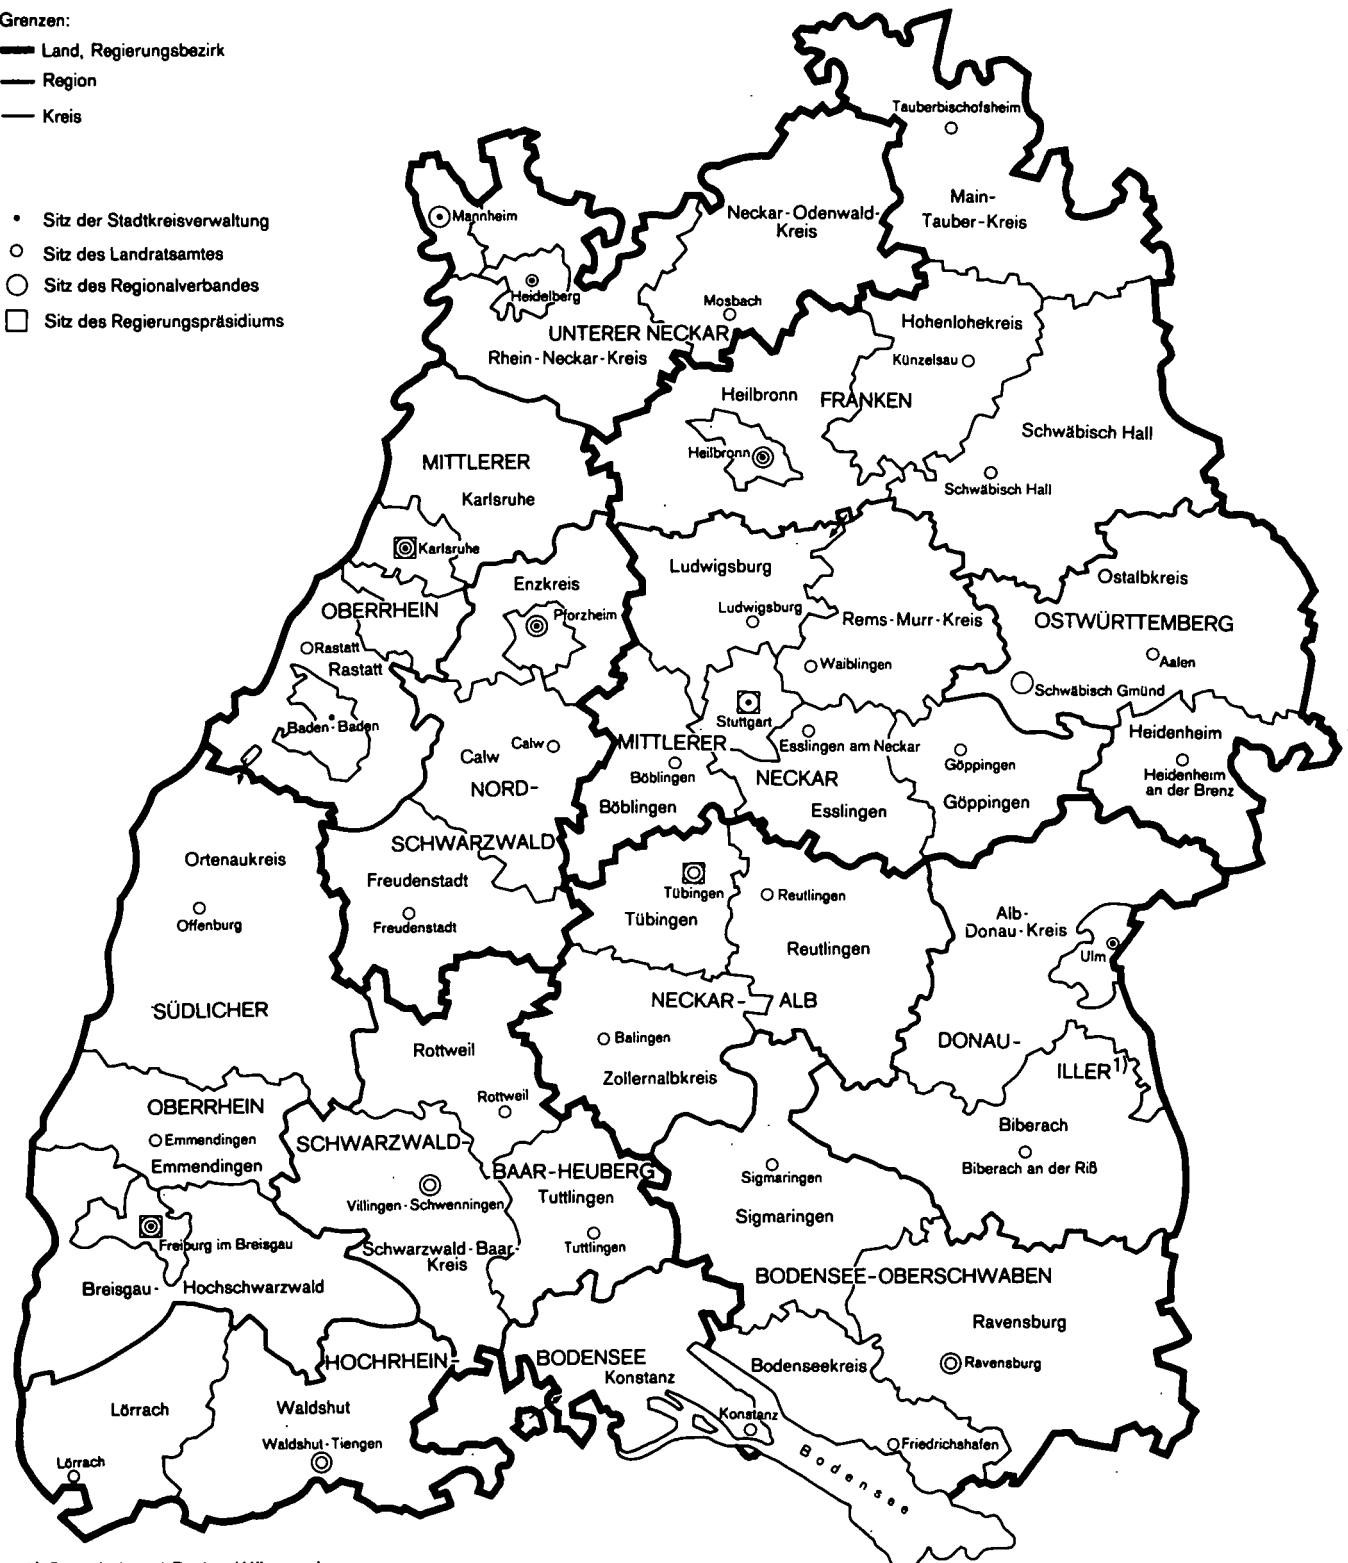 Grenzen:
Land, Regierungsbezirk
Region
Kreis
Sitz der Stadtkreisverwaltung
Sitz des Landratsamtes
Sitz des Regionalverbandes
Sitz des Regierungspräsidiums
Tauberbischofsheim
Main-
Tauber-Kreis
Mannheim
Neckar-Odenwald-
Kreis
Heidelberg
Mosbach
UNTERER NECKAR
Rhein-Neckar-Kreis
Hohenlohekreis
Künzelsau
Heilbronn
FRANKEN
Schwäbisch Hall
Heilbronn
Schwäbisch Hall
MITTLERER
Karlsruhe
Karlsruhe
Enzkreis
Pforzheim
OBERRHEIN
Rastatt
Rastatt
Baden-Baden
Ludwigsburg
Ludwigsburg
Rems-Murr-Kreis
Waiblingen
Ostalbkreis
OSTWÜRTTEMBERG
Aalen
Schwäbisch Gmünd
Stuttgart
Heidenheim
Heidenheim
an der Brenz
Calw
Calw
NORD-
MITTLERER
Böblingen
Böblingen
Esslingen am Neckar
NECKAR
Esslingen
Göppingen
Göppingen
SCHWARZWALD
Freudenstadt
Freudenstadt
Ortenaukreis
Offenburg
SÜDLICHER
Tübingen
Tübingen
Reutlingen
Reutlingen
Alb-
Donau-Kreis
Ulm
NECKAR-ALB
Balingen
Zollernalbkreis
DONAU-
ILLER1)
Rottweil
Rottweil
OBERRHEIN
Emmendingen
Emmendingen
SCHWARZWALD-
BAAR-HEUBERG
Villingen-Schwenningen
Tuttlingen
Tuttlingen
Schwarzwald-Baar-
Kreis
Biberach
Biberach an der Riß
Sigmaringen
Sigmaringen
Freiburg im Breisgau
Breisgau-Hochschwarzwald
BODENSEE-OBERSCHWABEN
Ravensburg
Ravensburg
Bodenseekreis
HOCHRHEIN-
BODENSEE
Konstanz
Konstanz
Lörrach
Waldshut
Waldshut-Tiengen
Lörrach
Friedrichshafen
Bodensee